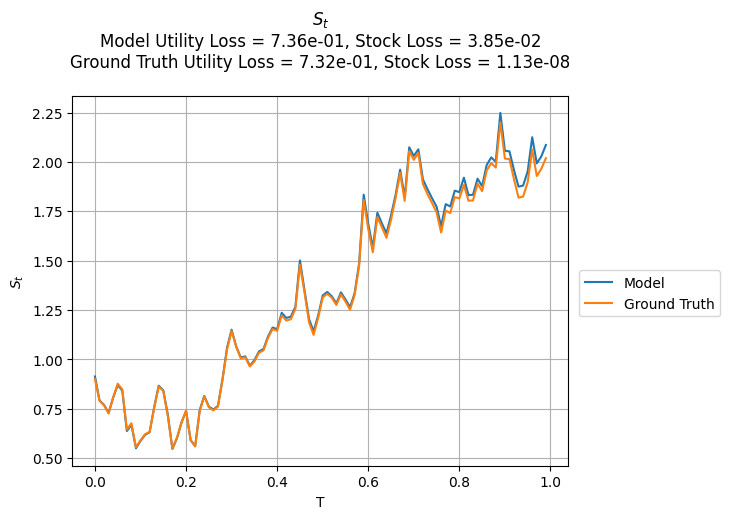 S_t
Model Utility Loss = 7.36e-01, Stock Loss = 3.85e-02
Ground Truth Utility Loss = 7.32e-01, Stock Loss = 1.13e-08
2.25
2.00
1.75
1.50
1.25
1.00
0.75
0.50
S_t
0.0 0.2 0.4 0.6 0.8 1.0
T
Model
Ground Truth